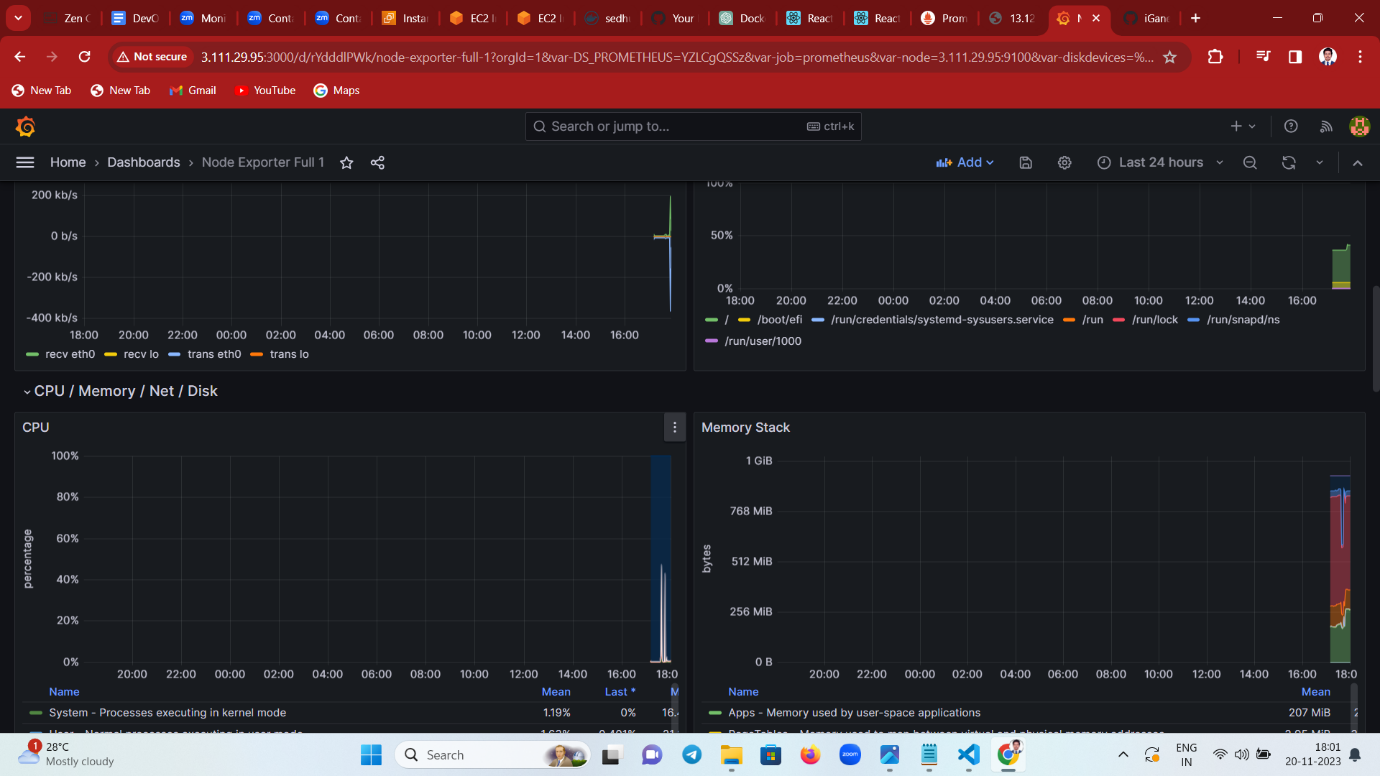 Zen C
DevO
Moni
Conta
Conta
Instan
EC2 I
EC2 I
sedh
Your
Dock
React
React
Prom
13.12
iGan
Not secure
3.111.29.95:3000/d/rYdddlPWk/node-exporter-full-1?orgId=1&var-DS_PROMETHEUS=YZLCgQSSz&var-job=prometheus&var-node=3.111.29.95:9100&var-diskdevices=%...
New Tab
New Tab
Gmail
YouTube
Maps
Search or jump to...
ctrl+k
Home › Dashboards › Node Exporter Full 1
Add
Last 24 hours
200 kb/s
0 b/s
-200 kb/s
-400 kb/s
18:00 20:00 22:00 00:00 02:00 04:00 06:00 08:00 10:00 12:00 14:00 16:00
recv eth0 recv lo trans eth0 trans lo
100%
50%
0%
18:00 20:00 22:00 00:00 02:00 04:00 06:00 08:00 10:00 12:00 14:00 16:00
/ /boot/efi /run/credentials/systemd-sysusers.service /run /run/lock /run/snapd/ns
/run/user/1000
CPU / Memory / Net / Disk
CPU
percentage
100%
80%
60%
40%
20%
0%
20:00 22:00 00:00 02:00 04:00 06:00 08:00 10:00 12:00 14:00 16:00 18:0
Name Mean Last * M
System - Processes executing in kernel mode 1.19% 0% 16.4
Memory Stack
bytes
1 GiB
768 MiB
512 MiB
256 MiB
0 B
20:00 22:00 00:00 02:00 04:00 06:00 08:00 10:00 12:00 14:00 16:00 18:0
Name Mean
Apps - Memory used by user-space applications 207 MiB 2
1
28°C
Mostly cloudy
Search
zoom
ENG
IN
18:01
20-11-2023